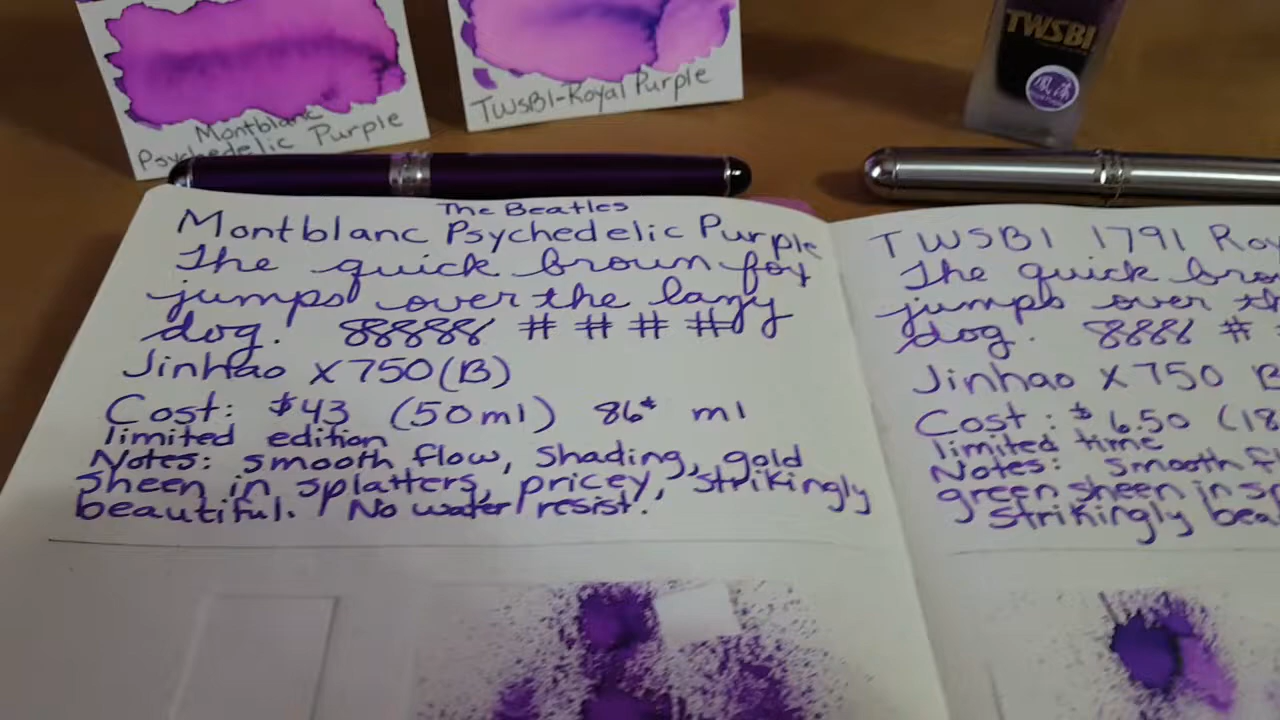 Montblanc
Psychedelic Purple
TWSBI-Royal Purple
TWSBI
The Beatles
Montblanc Psychedelic Purple
The quick brown fox
jumps over the lazy
dog. 88888 # # # #
Jinhao X750 (B)
Cost: $43 (50ml) 86¢ ml
limited edition
Notes: smooth flow, shading, gold
sheen in splatters, pricey, strikingly
beautiful. No water resist.
TWSBI 1791 Roy
The quick bro
jumps over th
dog. 8888 #
Jinhao X750 B
Cost: $6.50 (18
limited time
Notes: smooth fl
green sheen in sp
strikingly beau